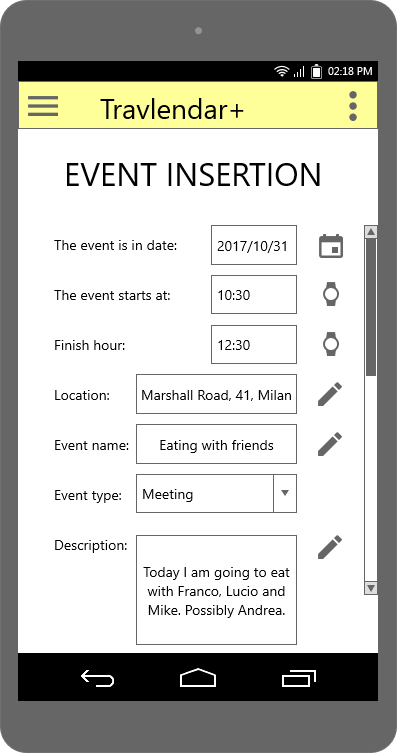 02:18 PM
Travlendar+
EVENT INSERTION
The event is in date: 2017/10/31
The event starts at: 10:30
Finish hour: 12:30
Location: Marshall Road, 41, Milan
Event name: Eating with friends
Event type: Meeting
Description:
Today I am going to eat
with Franco, Lucio and
Mike. Possibly Andrea.